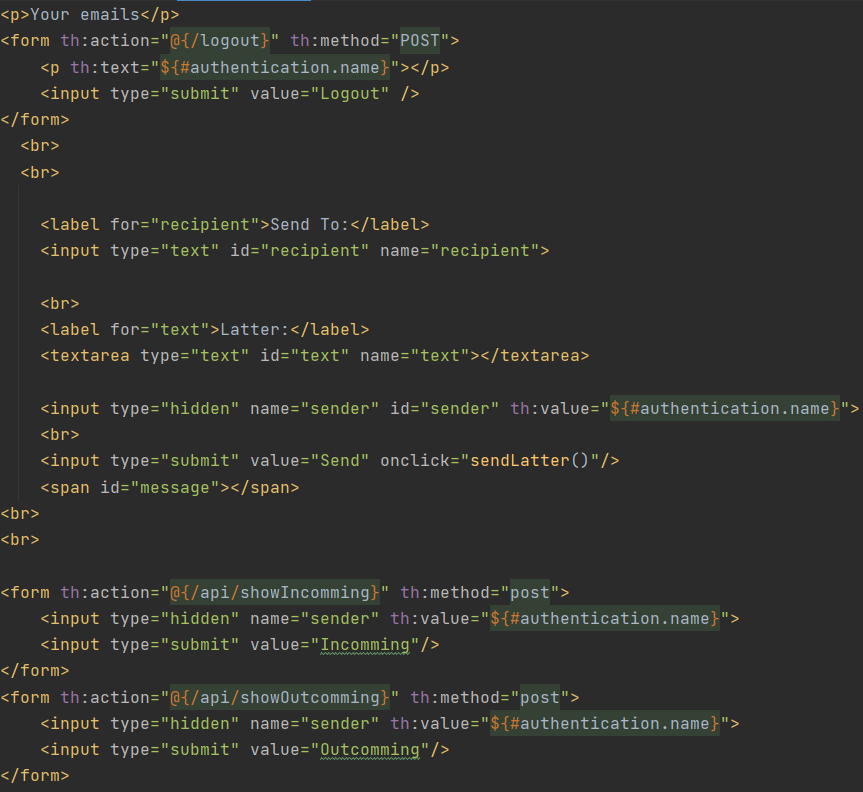 <p>Your emails</p>
<form th:action="@{/logout}" th:method="POST">
    <p th:text="${#authentication.name}"></p>
    <input type="submit" value="Logout" />
</form>
  <br>
  <br>

    <label for="recipient">Send To:</label>
    <input type="text" id="recipient" name="recipient">

    <br>
    <label for="text">Latter:</label>
    <textarea type="text" id="text" name="text"></textarea>

    <input type="hidden" name="sender" id="sender" th:value="${#authentication.name}">
    <br>
    <input type="submit" value="Send" onclick="sendLatter()"/>
    <span id="message"></span>
<br>
<br>

<form th:action="@{/api/showIncomming}" th:method="post">
    <input type="hidden" name="sender" th:value="${#authentication.name}">
    <input type="submit" value="Incomming"/>
</form>
<form th:action="@{/api/showOutcomming}" th:method="post">
    <input type="hidden" name="sender" th:value="${#authentication.name}">
    <input type="submit" value="Outcomming"/>
</form>